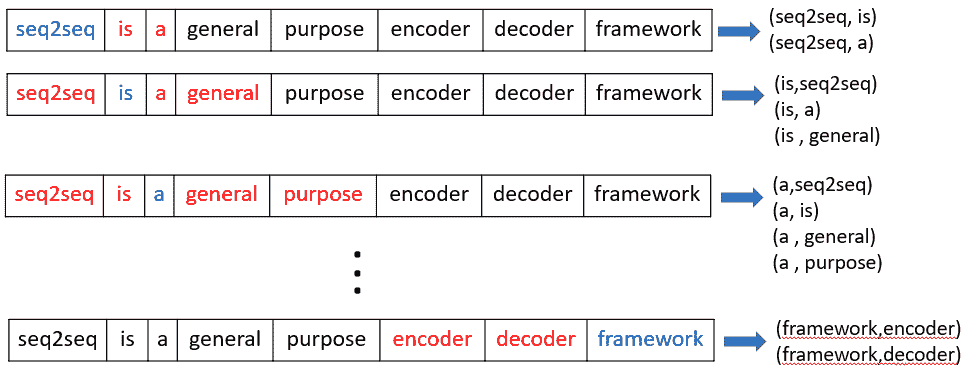 seq2seq is a general purpose encoder decoder framework
(seq2seq, is)
(seq2seq, a)
seq2seq is a general purpose encoder decoder framework
(is,seq2seq)
(is, a)
(is , general)
seq2seq is a general purpose encoder decoder framework
(a,seq2seq)
(a, is)
(a , general)
(a , purpose)
seq2seq is a general purpose encoder decoder framework
(framework,encoder)
(framework,decoder)